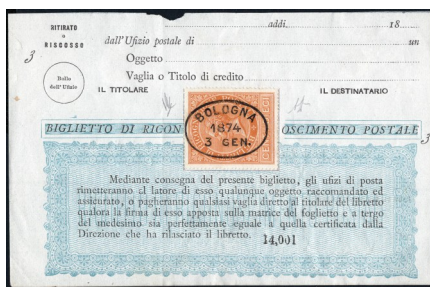 RITIRATO
O
RISCOSSO
addì. 18
dall'Ufizio postale di un
3
Oggetto
Bollo
dell'Ufizio
Vaglia o Titolo di credito
IL TITOLARE
IL DESTINATARIO
BOLOGNA
1874
3 GEN.
BIGLIETTO DI RICON OSCIMENTO POSTALE
3
Mediante consegna del presente biglietto, gli ufizi di posta
rimetteranno al latore di esso qualunque oggetto raccomandato ed
assicurato, o pagheranno qualsiasi vaglia diretto al titolare del libretto
qualora la firma di esso apposta sulla matrice del foglietto e a tergo
del medesimo sia perfettamente eguale a quella certificata dalla
Direzione che ha rilasciato il libretto.
14,001